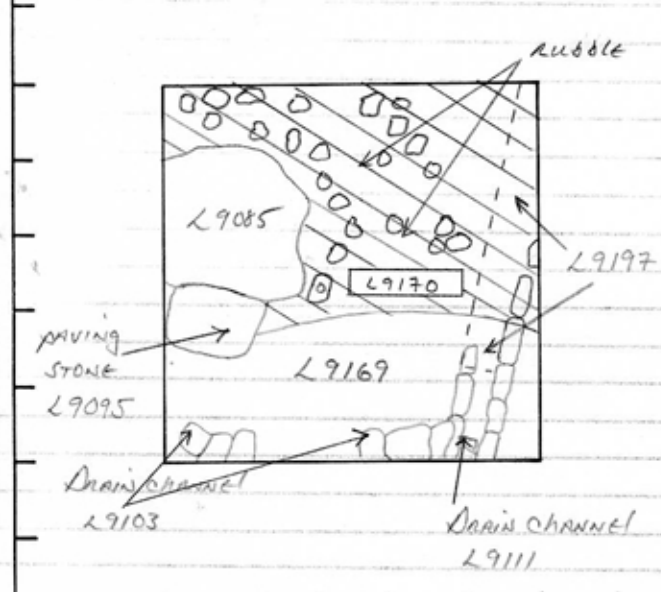 RUBBLE
L9085
L9197
L9170
PAVING
STONE
L9095
L9169
DRAIN CHANNEL
L9103
DRAIN CHANNEL
L9111